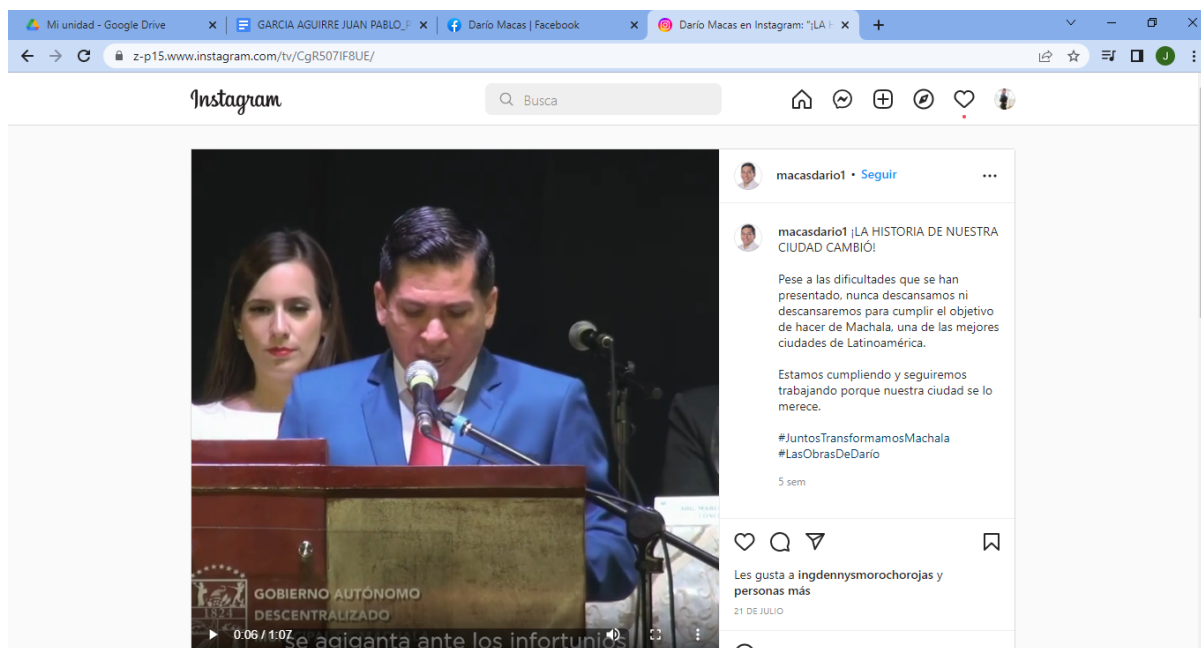 Mi unidad - Google Drive
GARCIA AGUIRRE JUAN PABLO_P
Darío Macas | Facebook
Darío Macas en Instagram: "¡LA H
z-p15.www.instagram.com/tv/CgR507IF8UE/
J
Instagram
Busca
macasdario1 • Seguir
macasdario1 ¡LA HISTORIA DE NUESTRA
CIUDAD CAMBIÓ!
Pese a las dificultades que se han
presentado, nunca descansamos ni
descansaremos para cumplir el objetivo
de hacer de Machala, una de las mejores
ciudades de Latinoamérica.
Estamos cumpliendo y seguiremos
trabajando porque nuestra ciudad se lo
merece.
#JuntosTransformamosMachala
#LasObrasDeDarío
5 sem
Les gusta a ingdennysmorochorojas y
personas más
21 DE JULIO
1824
GOBIERNO AUTÓNOMO
DESCENTRALIZADO
0:06 / 1:07
se agiganta ante los infortunios